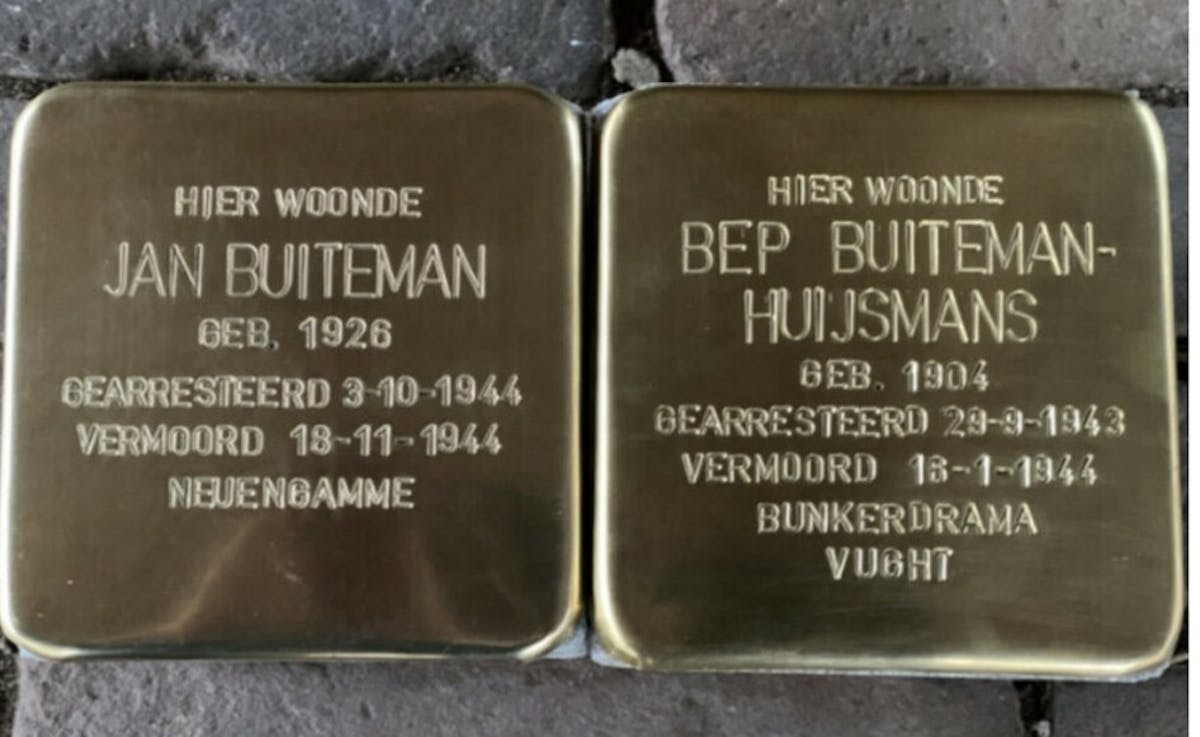 HIER WOONDE
JAN BUITEMAN
GEB. 1926
GEARRESTEERD 3-10-1944
VERMOORD 18-11-1944
NEUENGAMME
HIER WOONDE
BEP BUITEMAN-
HUIJSMANS
GEB. 1904
GEARRESTEERD 29-9-1943
VERMOORD 16-1-1944
BUNKERDRAMA
VUGHT